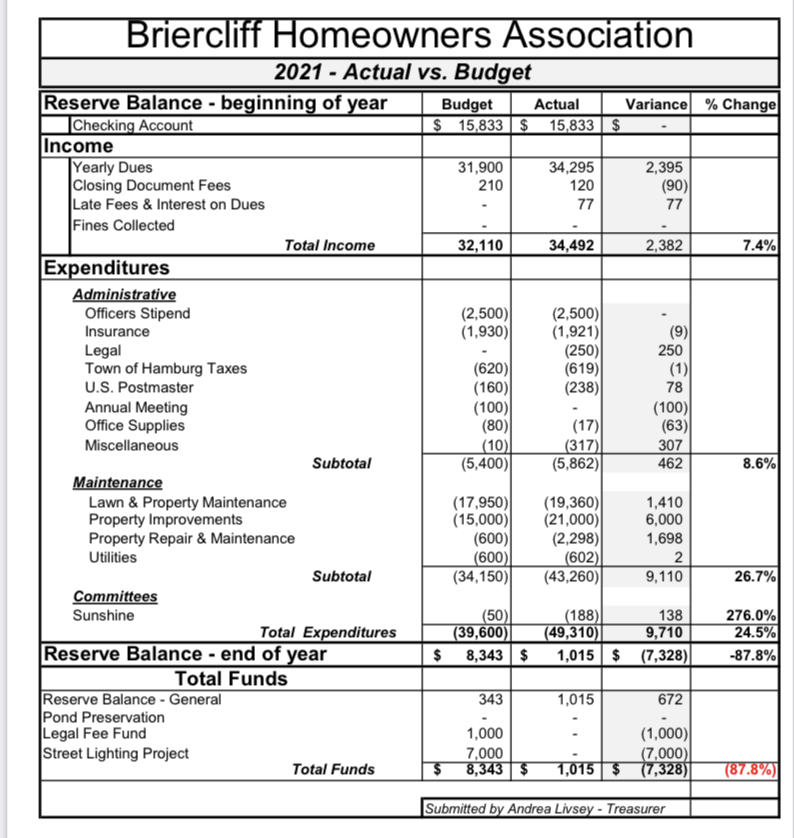 Briercliff Homeowners Association
2021 - Actual vs. Budget
Reserve Balance - beginning of year Budget Actual Variance % Change
Checking Account $ 15,833 $ 15,833 $ -
Income
Yearly Dues 31,900 34,295 2,395
Closing Document Fees 210 120 (90)
Late Fees & Interest on Dues - 77 77
Fines Collected - - -
Total Income 32,110 34,492 2,382 7.4%
Expenditures
Administrative
Officers Stipend (2,500) (2,500) -
Insurance (1,930) (1,921) (9)
Legal - (250) 250
Town of Hamburg Taxes (620) (619) (1)
U.S. Postmaster (160) (238) 78
Annual Meeting (100) - (100)
Office Supplies (80) (17) (63)
Miscellaneous (10) (317) 307
Subtotal (5,400) (5,862) 462 8.6%
Maintenance
Lawn & Property Maintenance (17,950) (19,360) 1,410
Property Improvements (15,000) (21,000) 6,000
Property Repair & Maintenance (600) (2,298) 1,698
Utilities (600) (602) 2
Subtotal (34,150) (43,260) 9,110 26.7%
Committees
Sunshine (50) (188) 138 276.0%
Total Expenditures (39,600) (49,310) 9,710 24.5%
Reserve Balance - end of year $ 8,343 $ 1,015 $ (7,328) -87.8%
Total Funds
Reserve Balance - General 343 1,015 672
Pond Preservation - - -
Legal Fee Fund 1,000 - (1,000)
Street Lighting Project 7,000 - (7,000)
Total Funds $ 8,343 $ 1,015 $ (7,328) (87.8%)
Submitted by Andrea Livsey - Treasurer